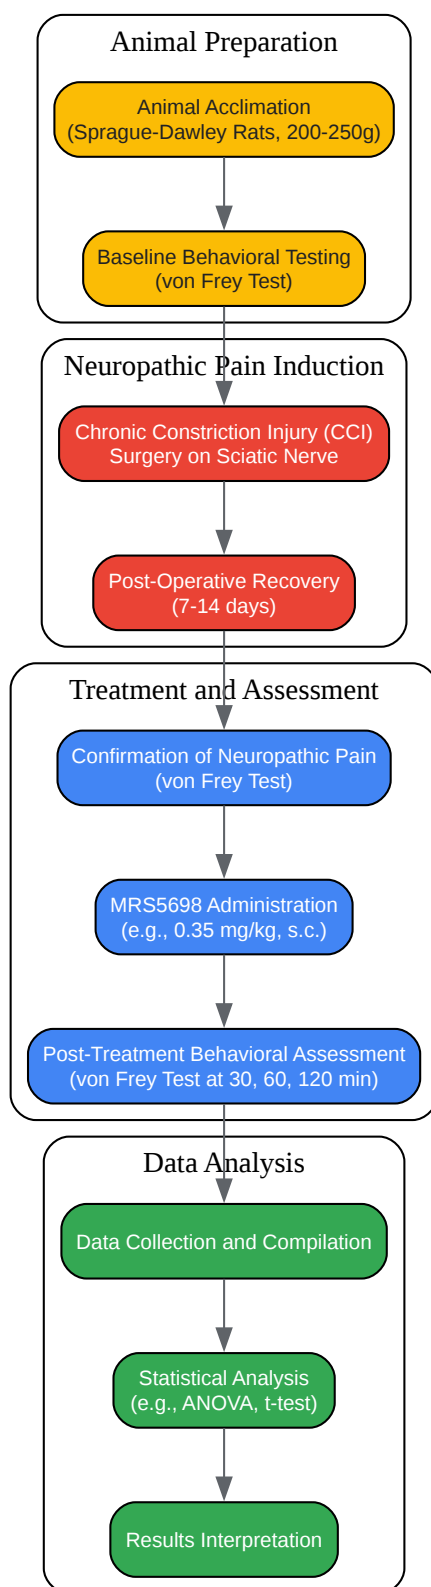 Animal Preparation
Animal Acclimation
(Sprague-Dawley Rats, 200-250g)
Baseline Behavioral Testing
(von Frey Test)
Neuropathic Pain Induction
Chronic Constriction Injury (CCI)
Surgery on Sciatic Nerve
Post-Operative Recovery
(7-14 days)
Treatment and Assessment
Confirmation of Neuropathic Pain
(von Frey Test)
MRS5698 Administration
(e.g., 0.35 mg/kg, s.c.)
Post-Treatment Behavioral Assessment
(von Frey Test at 30, 60, 120 min)
Data Analysis
Data Collection and Compilation
Statistical Analysis
(e.g., ANOVA, t-test)
Results Interpretation